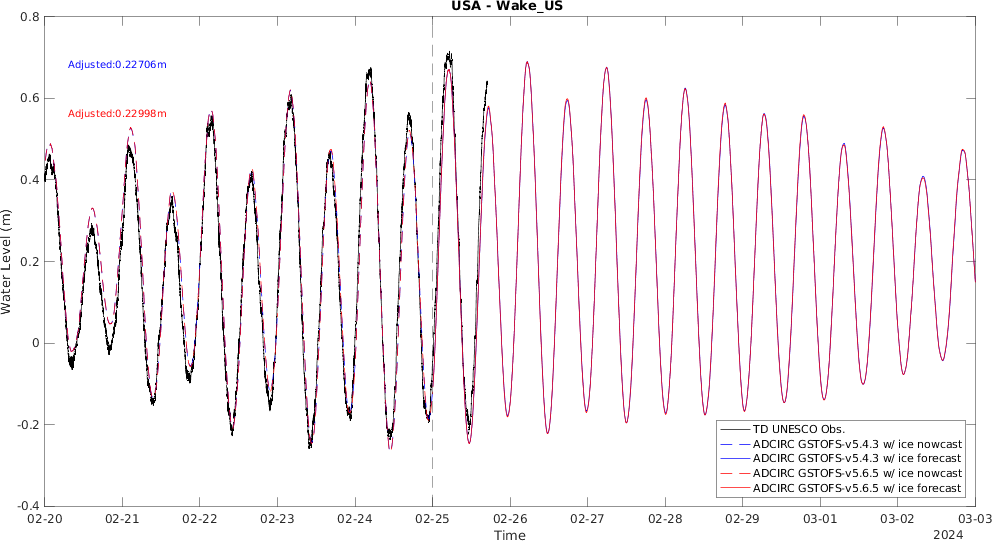 USA - Wake_US
Adjusted:0.22706m
Adjusted:0.22998m
Water Level (m)
0.8
0.6
0.4
0.2
0
-0.2
-0.4
TD UNESCO Obs.
ADCIRC GSTOFS-v5.4.3 w/ ice nowcast
ADCIRC GSTOFS-v5.4.3 w/ ice forecast
ADCIRC GSTOFS-v5.6.5 w/ ice nowcast
ADCIRC GSTOFS-v5.6.5 w/ ice forecast
02-20 02-21 02-22 02-23 02-24 02-25 02-26 02-27 02-28 02-29 03-01 03-02 03-03
Time
2024